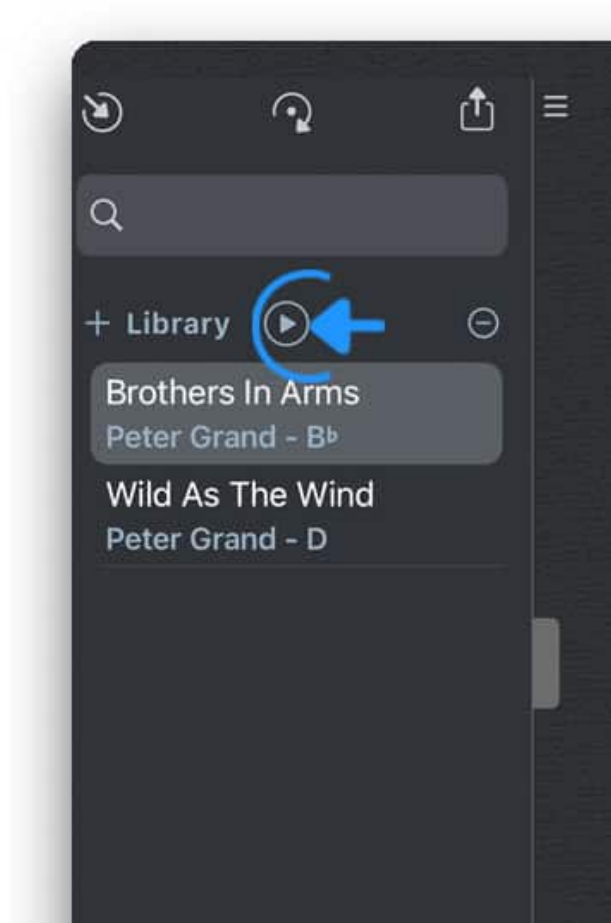 + Library
Brothers In Arms
Peter Grand - B♭
Wild As The Wind
Peter Grand - D